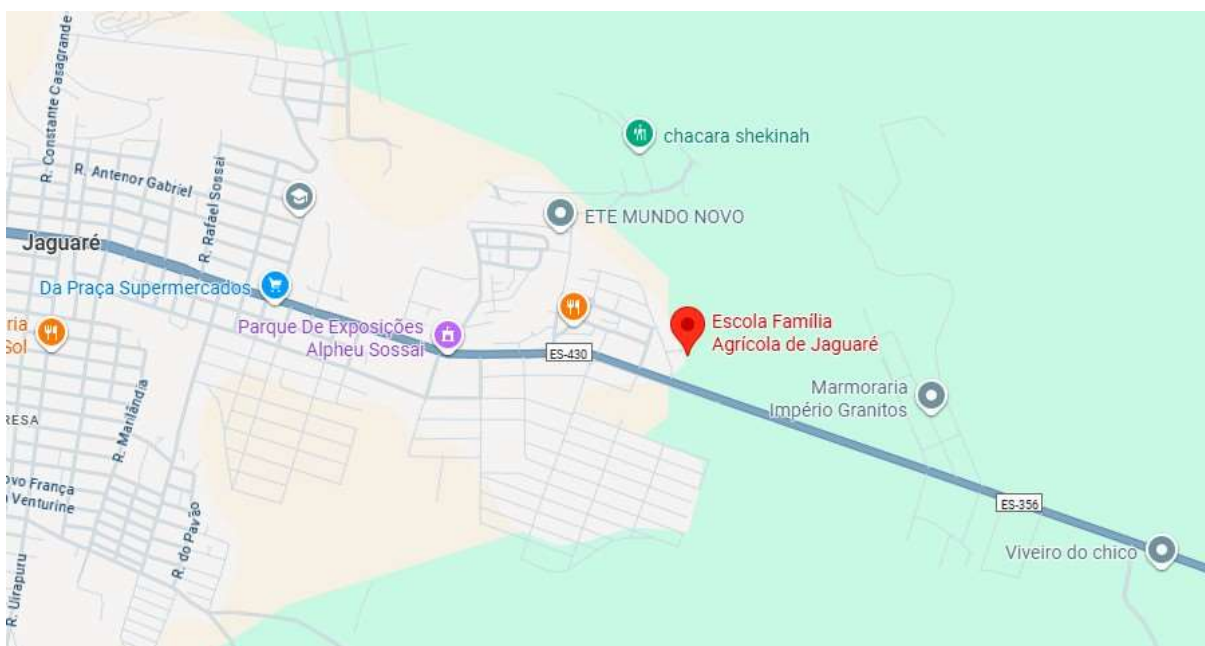 R. Constante Casagrande
R. Antenor Gabriel
R. Rafael Sossai
chacara shekinah
ETE MUNDO NOVO
Jaguaré
Da Praça Supermercados
Parque De Exposições
Alpheu Sossai
ES-430
Escola Família
Agrícola de Jaguaré
ria
Sol
Marmoraria
Império Granitos
R. Marilândia
RESA
ovo França
Venturine
R. do Pavão
ES-356
Viveiro do chico
R. Uirapuru